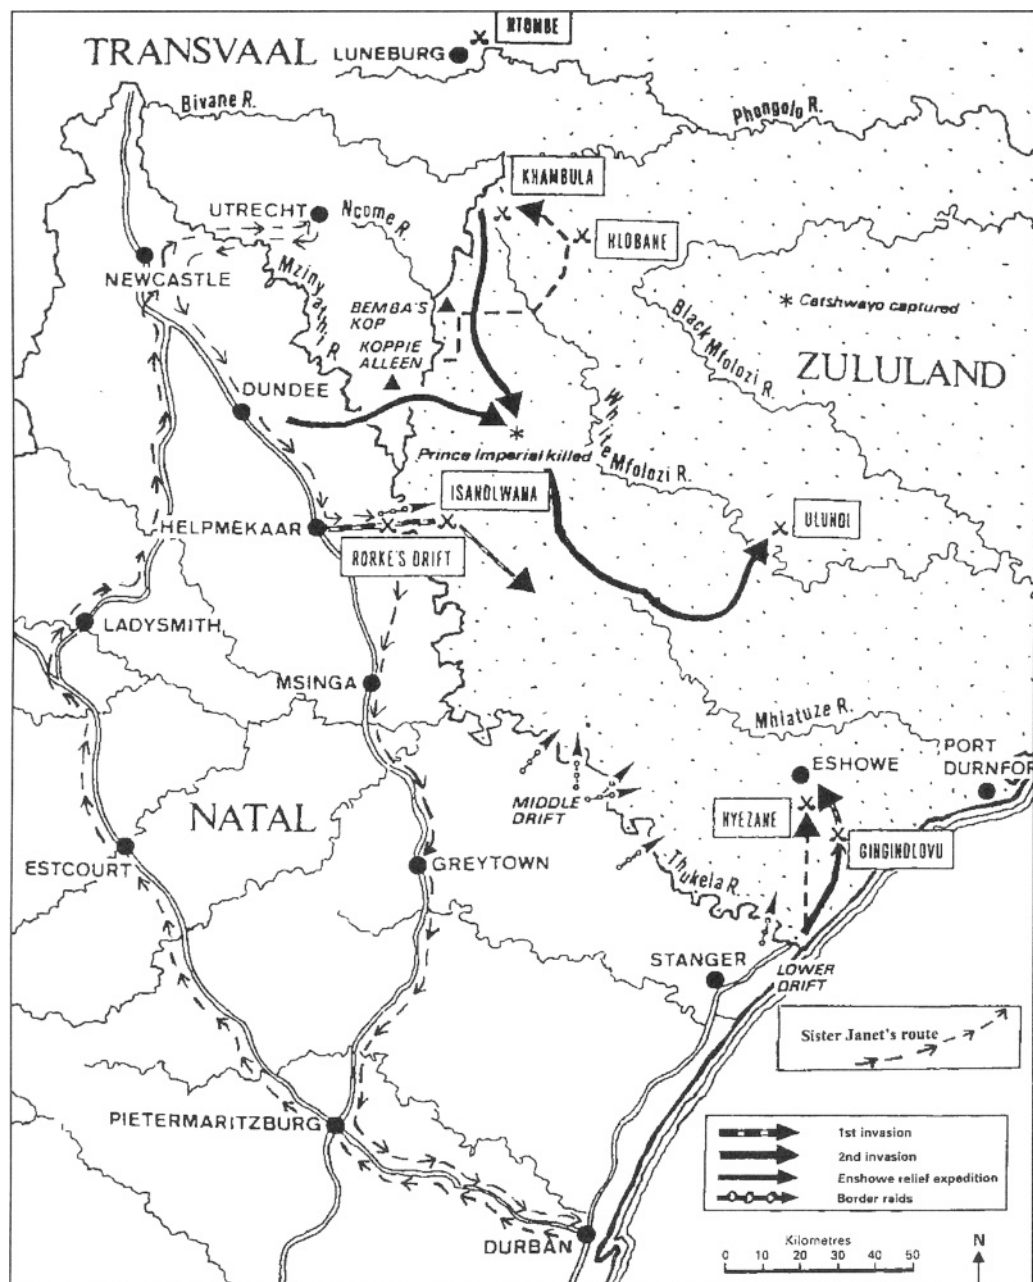 NTOMBE
TRANSVAAL
LUNEBURG
Bivane R.
Phongolo R.
KHAMBULA
UTRECHT
Ncome R.
HLOBANE
NEWCASTLE
Mzinyathi R.
BEMBA'S
KOP
KOPPIE
ALLEEN
Black Mfolozi R.
Catshwayo captured
ZULULAND
DUNDEE
White Mfolozi R.
Prince Imperial killed
ISANDLWANA
ULUNDI
HELPMEKAAR
RORKE'S DRIFT
LADYSMITH
MSINGA
Mhlatuze R.
PORT
DURNFOR
ESHOWE
MIDDLE
DRIFT
NYEZANE
NATAL
GINGINDLOVU
ESTCOURT
GREYTOWN
Thukela R.
STANGER
LOWER
DRIFT
Sister Janet's route
PIETERMARITZBURG
1st invasion
2nd invasion
Enshowe relief expedition
Border raids
DURBAN
Kilometres
0 10 20 30 40 50
N